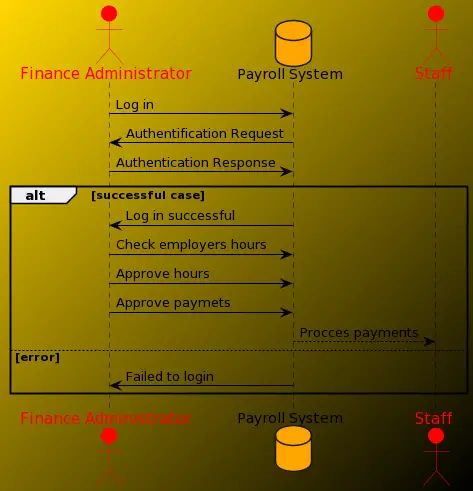 Finance Administrator
Payroll System
Staff
Log in
Authentification Request
Authentication Response
alt
[successful case]
Log in successful
Check employers hours
Approve hours
Approve paymets
Procces payments
[error]
Failed to login
Finance Administrator
Payroll System
Staff